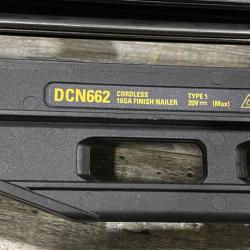 DCN662 CORDLESS TYPE 1
16GA FINISH NAILER 20V ⎓ (Max)